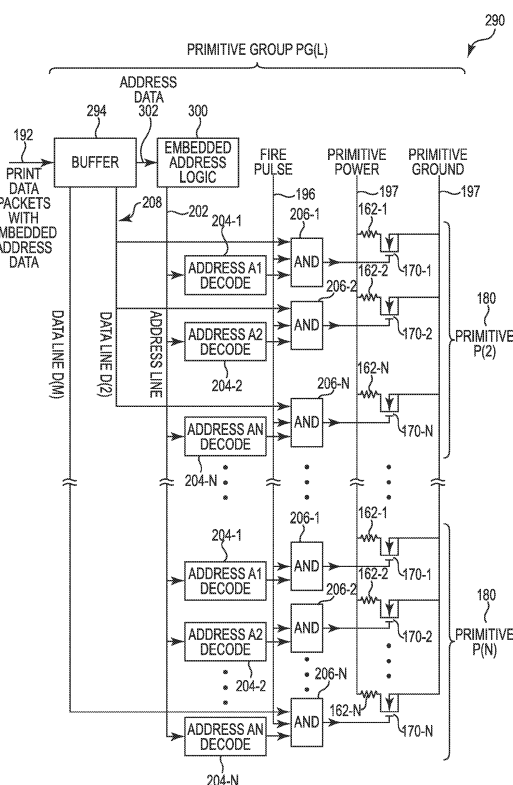 290
PRIMITIVE GROUP PG(L)
ADDRESS
DATA
192
294
302
300
BUFFER
EMBEDDED
ADDRESS
LOGIC
FIRE
PULSE
PRIMITIVE
POWER
PRIMITIVE
GROUND
PRINT
DATA
PACKETS
WITH
EMBEDDED
ADDRESS
DATA
208
202
196
197
197
204-1
206-1
162-1
ADDRESS A1
DECODE
AND
170-1
206-2
162-2
ADDRESS A2
DECODE
AND
170-2
204-2
180
PRIMITIVE
P(2)
DATA LINE D(M)
DATA LINE D(2)
ADDRESS LINE
206-N
162-N
ADDRESS AN
DECODE
AND
170-N
204-N
204-1
206-1
162-1
ADDRESS A1
DECODE
AND
170-1
206-2
162-2
ADDRESS A2
DECODE
AND
170-2
204-2
180
PRIMITIVE
P(N)
206-N
162-N
ADDRESS AN
DECODE
AND
170-N
204-N